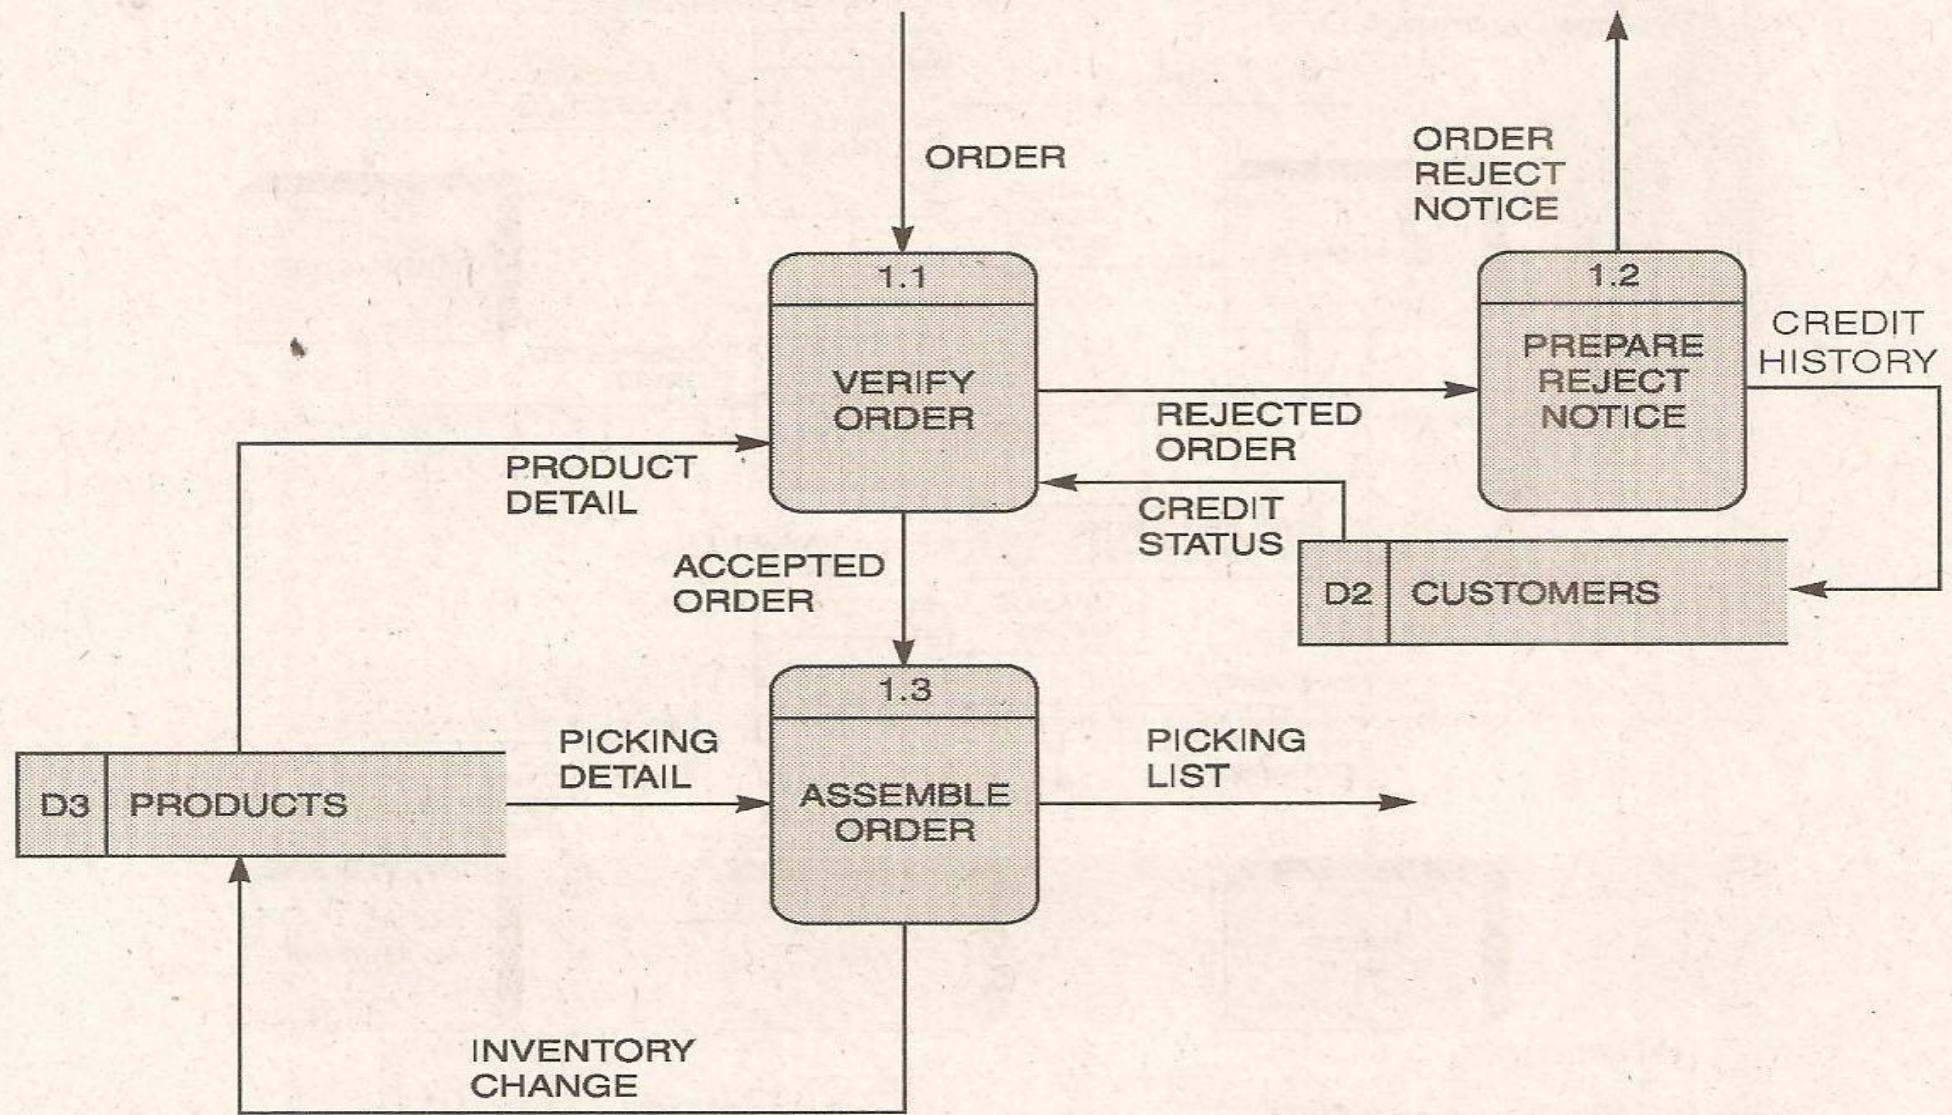 ORDER
ORDER
REJECT
NOTICE
1.1
VERIFY
ORDER
1.2
PREPARE
REJECT
NOTICE
CREDIT
HISTORY
REJECTED
ORDER
PRODUCT
DETAIL
CREDIT
STATUS
ACCEPTED
ORDER
D2 CUSTOMERS
1.3
ASSEMBLE
ORDER
PICKING
DETAIL
PICKING
LIST
D3 PRODUCTS
INVENTORY
CHANGE